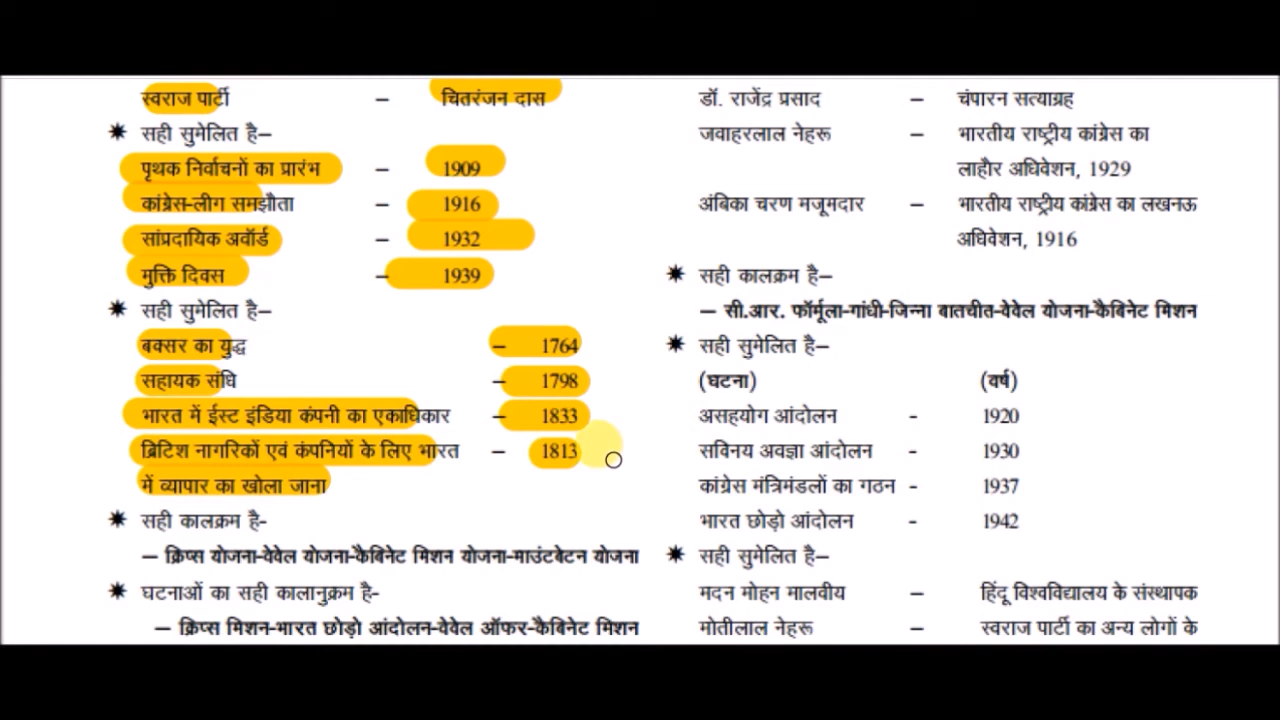 स्वराज पार्टी – चितरंजन दास
✷ सही सुमेलित है–
पृथक निर्वाचनों का प्रारंभ – 1909
कांग्रेस-लीग समझौता – 1916
सांप्रदायिक अवॉर्ड – 1932
मुक्ति दिवस – 1939
✷ सही सुमेलित है–
बक्सर का युद्ध – 1764
सहायक संधि – 1798
भारत में ईस्ट इंडिया कंपनी का एकाधिकार – 1833
ब्रिटिश नागरिकों एवं कंपनियों के लिए भारत – 1813
में व्यापार का खोला जाना
✷ सही कालक्रम है-
– क्रिप्स योजना-वेवेल योजना-कैबिनेट मिशन योजना-माउंटबेटन योजना
✷ घटनाओं का सही कालानुक्रम है-
– क्रिप्स मिशन-भारत छोड़ो आंदोलन-वेवेल ऑफर-कैबिनेट मिशन
डॉ. राजेंद्र प्रसाद – चंपारन सत्याग्रह
जवाहरलाल नेहरू – भारतीय राष्ट्रीय कांग्रेस का
लाहौर अधिवेशन, 1929
अंबिका चरण मजूमदार – भारतीय राष्ट्रीय कांग्रेस का लखनऊ
अधिवेशन, 1916
✷ सही कालक्रम है–
– सी.आर. फॉर्मूला-गांधी-जिन्ना बातचीत-वेवेल योजना-कैबिनेट मिशन
✷ सही सुमेलित है–
(घटना) (वर्ष)
असहयोग आंदोलन - 1920
सविनय अवज्ञा आंदोलन - 1930
कांग्रेस मंत्रिमंडलों का गठन - 1937
भारत छोड़ो आंदोलन - 1942
✷ सही सुमेलित है–
मदन मोहन मालवीय – हिंदू विश्वविद्यालय के संस्थापक
मोतीलाल नेहरू – स्वराज पार्टी का अन्य लोगों के